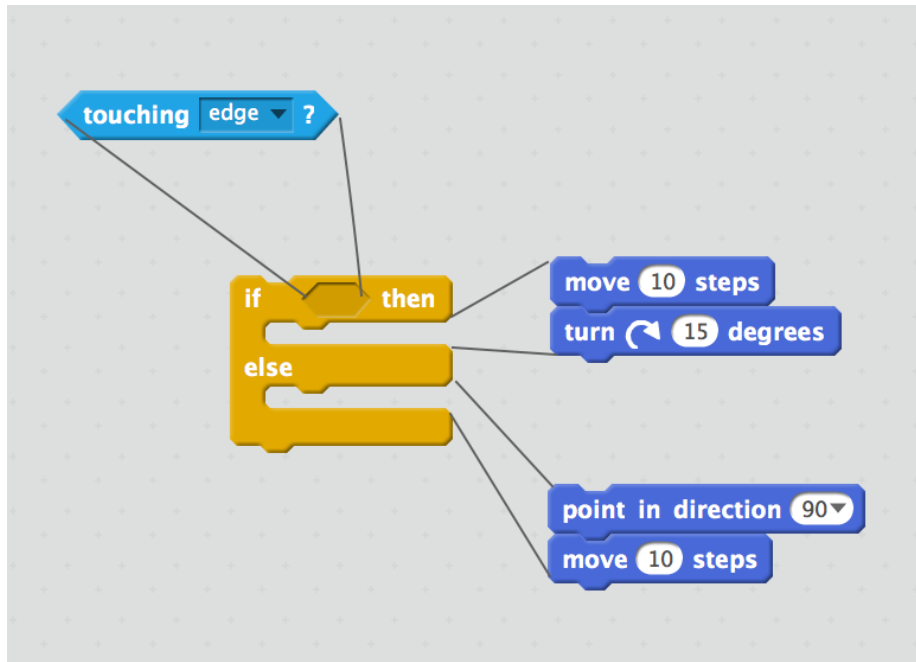 touching edge ?
if then
move 10 steps
turn 15 degrees
else
point in direction 90
move 10 steps